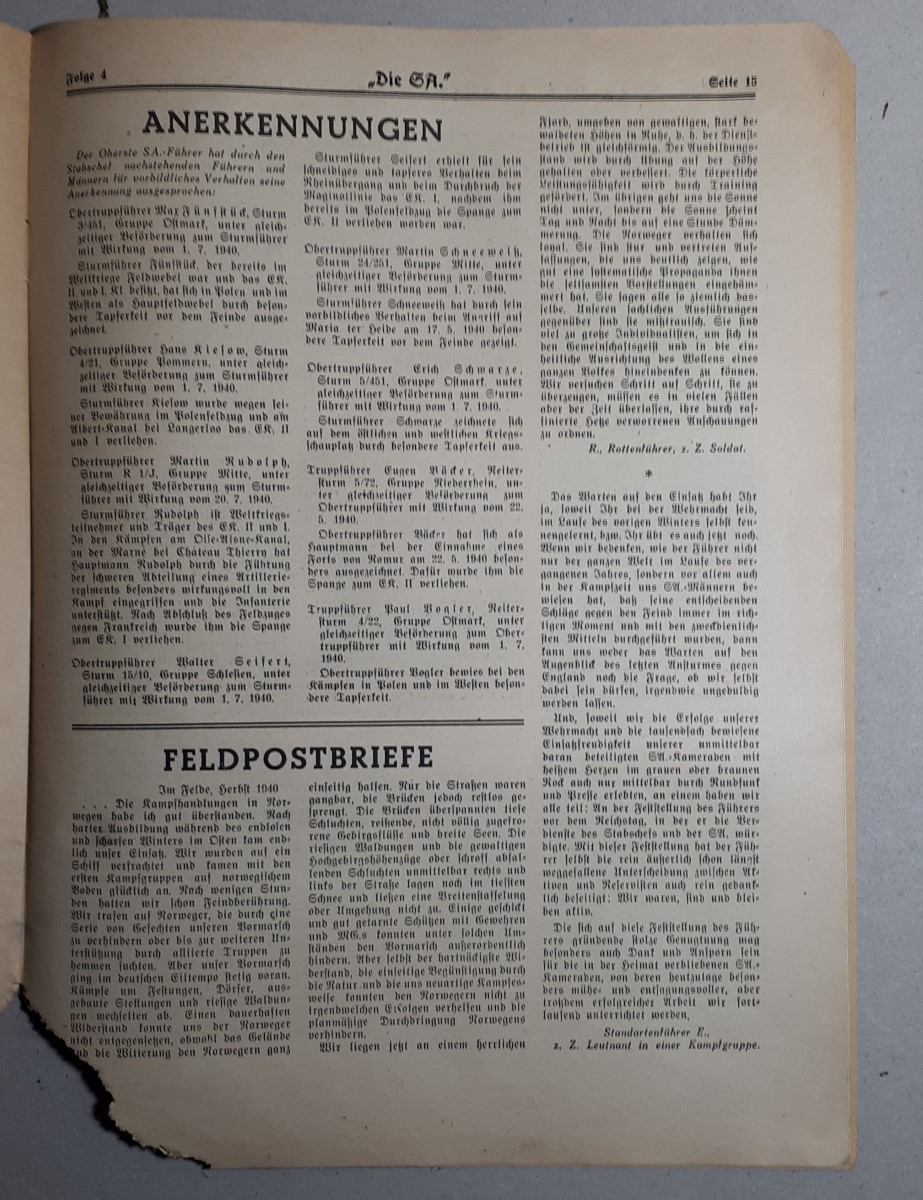 Folge 4
„Die SA.“
Seite 15
ANERKENNUNGEN
Der Oberste SA.-Führer hat durch den
Stabschef nachstehenden Führern und
Männern für vorbildliches Verhalten seine
Anerkennung ausgesprochen:
Obertruppführer Max Fünfstück, Sturm
3/451, Gruppe Ostmark, unter gleich-
zeitiger Beförderung zum Sturmführer
mit Wirkung vom 1. 7. 1940.
Sturmführer Fünfstück, der bereits im
Weltkriege Feldwebel war und das EK.
II und I. Kl besitzt, hat sich in Polen und im
Westen als Hauptfeldwebel durch beson-
dere Tapferkeit vor dem Feinde ausge-
zeichnet.
Obertruppführer Hans Kiesow, Sturm
4/21, Gruppe Pommern, unter gleich-
zeitiger Beförderung zum Sturmführer
mit Wirkung vom 1. 7. 1940.
Sturmführer Kiesow wurde wegen sei-
ner Bewährung im Polenfeldzug und am
Albert-Kanal bei Langerloo das EK. II
und I verliehen.
Obertruppführer Martin Rudolph,
Sturm R 1/J, Gruppe Mitte, unter
gleichzeitiger Beförderung zum Sturm-
führer mit Wirkung vom 20. 7. 1940.
Sturmführer Rudolph ist Weltkriegs-
teilnehmer und Träger des EK. II und I.
In den Kämpfen am Oise-Aisne-Kanal,
an der Marne bei Chateau Thierry hat
Hauptmann Rudolph durch die Führung
der schweren Abteilung eines Artillerie-
regiments besonders wirkungsvoll in den
Kampf eingegriffen und die Infanterie
unterstützt. Nach Abschluß des Feldzuges
gegen Frankreich wurde ihm die Spange
zum EK. I verliehen.
Obertruppführer Walter Seifert,
Sturm 15/10, Gruppe Schlesien, unter
gleichzeitiger Beförderung zum Sturm-
führer mit Wirkung vom 1. 7. 1940.
Sturmführer Seifert erhielt für sein
schneidiges und tapferes Verhalten beim
Rheinübergang und beim Durchbruch der
Maginotlinie das EK. I, nachdem ihm
bereits im Polenfeldzug die Spange zum
EK. II verliehen worden war.
Obertruppführer Martin Schneeweiß,
Sturm 24/251, Gruppe Mitte, unter
gleichzeitiger Beförderung zum Sturm-
führer mit Wirkung vom 1. 7. 1940.
Sturmführer Schneeweiß hat durch sein
vorbildliches Verhalten beim Angriff auf
Maria ter Heide am 17. 5. 1940 beson-
dere Tapferkeit vor dem Feinde gezeigt.
Obertruppführer Erich Schwarze,
Sturm 5/451, Gruppe Ostmark, unter
gleichzeitiger Beförderung zum Sturm-
führer mit Wirkung vom 1. 7. 1940.
Sturmführer Schwarze zeichnete sich
auf dem östlichen und westlichen Kriegs-
schauplatz durch besondere Tapferkeit aus.
Truppführer Eugen Bäcker, Reiter-
sturm 5/72, Gruppe Niederrhein, un-
ter gleichzeitiger Beförderung zum
Obertruppführer mit Wirkung vom 22.
5. 1940.
Obertruppführer Bäcker hat sich als
Hauptmann bei der Einnahme eines
Forts von Namur am 22. 5. 1940 beson-
ders ausgezeichnet. Dafür wurde ihm die
Spange zum EK. II verliehen.
Truppführer Paul Vogler, Reiter-
sturm 4/22, Gruppe Ostmark, unter
gleichzeitiger Beförderung zum Ober-
truppführer mit Wirkung vom 1. 7.
1940.
Obertruppführer Vogler bewies bei den
Kämpfen in Polen und im Westen beson-
dere Tapferkeit.
FELDPOSTBRIEFE
Im Felde, Herbst 1940
. . . Die Kampfhandlungen in Nor-
wegen habe ich gut überstanden. Nach
harter Ausbildung während des endlosen
und scharfen Winters im Osten kam end-
lich unser Einsatz. Wir wurden auf ein
Schiff verfrachtet und kamen mit den
ersten Kampfgruppen auf norwegischem
Boden glücklich an. Nach wenigen Stun-
den hatten wir schon Feindberührung.
Wir trafen auf Norweger, die durch eine
Serie von Gefechten unseren Vormarsch
zu verhindern oder bis zur weiteren Un-
terstützung durch alliierte Truppen zu
hemmen suchten. Aber unser Vormarsch
ging im deutschen Eiltempo stetig voran.
Kämpfe um Festungen, Dörfer, aus-
gebaute Stellungen und riesige Waldun-
gen wechselten ab. Einen dauerhaften
Widerstand konnte uns der Norweger
nicht entgegensetzen, obwohl das Gelände
und die Witterung den Norwegern ganz
einseitig halfen. Nur die Straßen waren
gangbar, die Brücken jedoch restlos ge-
sprengt. Die Brücken überspannten tiefe
Schluchten, reißende, nicht völlig zugefro-
rene Gebirgsflüsse und breite Seen. Die
riesigen Waldungen und die gewaltigen
Hochgebirgshöhenzüge oder schroff abfal-
lenden Schluchten unmittelbar rechts und
links der Straße lagen noch im tiefsten
Schnee und ließen eine Breitenstaffelung
oder Umgehung nicht zu. Einige geschickt
und gut getarnte Schützen mit Gewehren
und MG.s konnten unter solchen Um-
ständen den Vormarsch außerordentlich
hindern. Aber selbst der hartnäckigste Wi-
derstand, die einseitige Begünstigung durch
die Natur und die uns neuartige Kampfes-
weise konnten den Norwegern nicht zu
irgendwelchen Erfolgen verhelfen und die
planmäßige Durchdringung Norwegens
verhindern.
Wir liegen jetzt an einem herrlichen
Fjord, umgeben von gewaltigen, stark be-
waldeten Höhen in Ruhe, d. h. der Dienst-
betrieb ist gleichförmig. Der Ausbildungs-
stand wird durch Übung auf der Höhe
gehalten oder verbessert. Die körperliche
Leistungsfähigkeit wird durch Training
gefördert. Im übrigen geht uns die Sonne
nicht unter, sondern die Sonne scheint
Tag und Nacht bis auf eine Stunde Däm-
merung. Die Norweger verhalten sich
loyal. Sie sind stur und vertreten Auf-
fassungen, die uns deutlich zeigen, wie
gut eine systematische Propaganda ihnen
die seltsamsten Vorstellungen eingehäm-
mert hat. Sie sagen alle so ziemlich das-
selbe. Unseren sachlichen Ausführungen
gegenüber sind sie mißtrauisch. Sie sind
viel zu große Individualisten, um sich in
den Gemeinschaftsgeist und in die ein-
heitliche Ausrichtung des Wollens eines
ganzen Volkes hineindenken zu können.
Wir versuchen Schritt auf Schritt, sie zu
überzeugen, müssen es in vielen Fällen
aber der Zeit überlassen, ihre durch raf-
finierte Hetze verworrenen Anschauungen
zu ordnen.
R., Rottenführer, z. Z. Soldat.
*
Das Warten auf den Einsatz habt Ihr
ja, soweit Ihr bei der Wehrmacht seid,
im Laufe des vorigen Winters selbst ken-
nengelernt, bzw. Ihr übt es auch jetzt noch.
Wenn wir bedenken, wie der Führer nicht
nur der ganzen Welt im Laufe des ver-
gangenen Jahres, sondern vor allem auch
in der Kampfzeit uns SA.-Männern be-
wiesen hat, daß seine entscheidenden
Schläge gegen den Feind immer im rich-
tigen Moment und mit den zweckdienlich-
sten Mitteln durchgeführt wurden, dann
kann uns weder das Warten auf den
Augenblick des letzten Ansturmes gegen
England noch die Frage, ob wir selbst
dabei sein dürfen, irgendwie ungeduldig
werden lassen.
Und, soweit wir die Erfolge unserer
Wehrmacht und die tausendfach bewiesene
Einsatzfreudigkeit unserer unmittelbar
daran beteiligten SA.-Kameraden mit
heißem Herzen im grauen oder braunen
Rock auch nur mittelbar durch Rundfunk
und Presse erlebten, an einem haben wir
alle teil: An der Feststellung des Führers
vor dem Reichstag, in der er die Ver-
dienste des Stabschefs und der SA. wür-
digte. Mit dieser Feststellung hat der Füh-
rer selbst die rein äußerlich schon längst
weggefallene Unterscheidung zwischen Ak-
tiven und Reservisten auch rein gedank-
lich beseitigt: Wir waren, sind und blei-
ben aktiv.
Die sich auf diese Feststellung des Füh-
rers gründende stolze Genugtuung mag
besonders auch Dank und Ansporn sein
für die in der Heimat verbliebenen SA.-
Kameraden, von deren heutzutage beson-
ders mühe- und entsagungsvoller, aber
trotzdem erfolgreicher Arbeit wir fort-
laufend unterrichtet werden.
Standartenführer E.,
z. Z. Leutnant in einer Kampfgruppe.